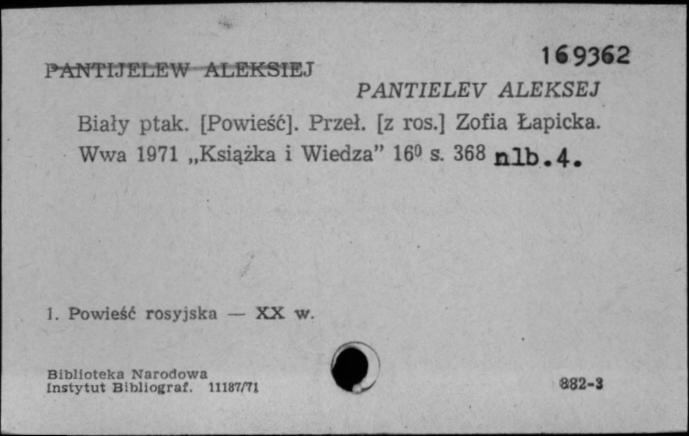 169362
PANTIJELEW ALEKSIEJ
PANTIELEV ALEKSEJ
Biały ptak. [Powieść]. Przeł. [z ros.] Zofia Łapicka.
Wwa 1971 „Książka i Wiedza” 16⁰ s. 368 nlb.4.
1. Powieść rosyjska — XX w.
Biblioteka Narodowa
Instytut Bibliograf. 11187/71
882-3